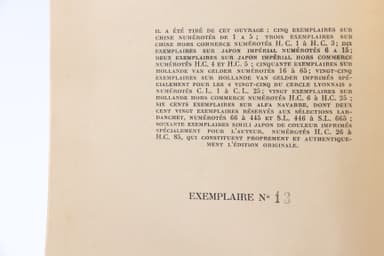 IL A ÉTÉ TIRÉ DE CET OUVRAGE : CINQ EXEMPLAIRES SUR
CHINE NUMÉROTÉS DE 1 A 5 ; TROIS EXEMPLAIRES SUR
CHINE HORS COMMERCE NUMÉROTÉS H. C. 1 À H. C. 3 ; DIX
EXEMPLAIRES SUR JAPON IMPÉRIAL NUMÉROTÉS 6 A 15 ;
DEUX EXEMPLAIRES SUR JAPON IMPÉRIAL HORS COMMERCE
NUMÉROTÉS H.C. 4 ET H.C. 5 ; CINQUANTE EXEMPLAIRES SUR
HOLLANDE VAN GELDER NUMÉROTÉS 16 à 65 ; VINGT-CINQ
EXEMPLAIRES SUR HOLLANDE VAN GELDER IMPRIMÉS SPÉ-
CIALEMENT POUR LES « VINGT-CINQ DU CERCLE LYONNAIS »
NUMÉROTÉS C.L. 1 À C.L. 25 ; VINGT EXEMPLAIRES SUR
HOLLANDE HORS COMMERCE NUMÉROTÉS H.C. 6 À H.C. 25 ;
SIX CENTS EXEMPLAIRES SUR ALFA NAVARRE, DONT DEUX
CENT VINGT EXEMPLAIRES RÉSERVÉS AUX SÉLECTIONS LAR-
DANCHET, NUMÉROTÉS 66 à 445 ET S.L. 446 À S.L. 665 ;
SOIXANTE EXEMPLAIRES SIMILI JAPON DE COULEUR IMPRIMÉS
SPÉCIALEMENT POUR L'AUTEUR, NUMÉROTÉS H. C. 26 à
H.C. 85, QUI CONSTITUENT PROPREMENT ET AUTHENTIQUE-
MENT L'ÉDITION ORIGINALE.
EXEMPLAIRE N° 13